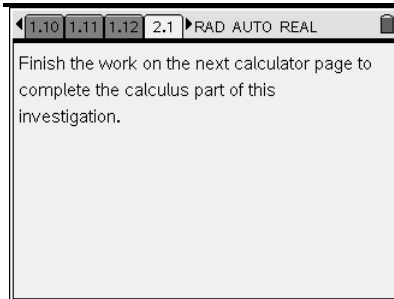 1.10 1.11 1.12 2.1 RAD AUTO REAL
Finish the work on the next calculator page to
complete the calculus part of this
investigation.